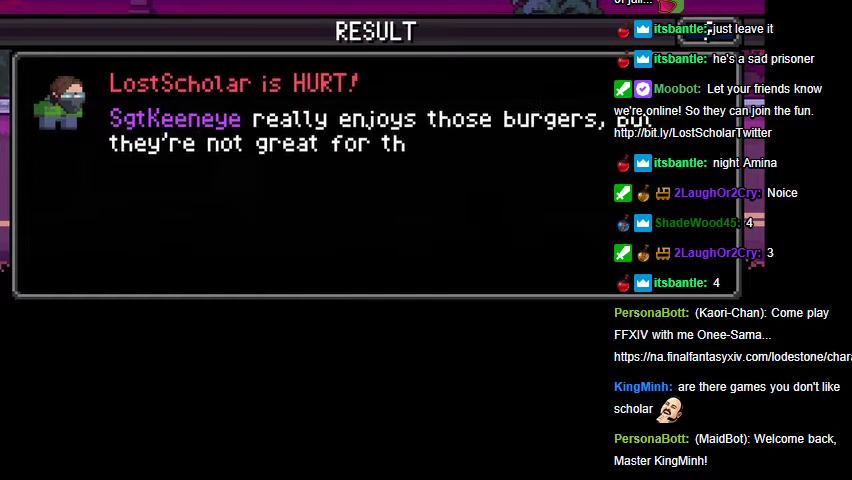 RESULT
LostScholar is HURT!
SgtKeeneye really enjoys those burgers, but
they're not great for th
of jail...
itsbantle: just leave it
itsbantle: he's a sad prisoner
Moobot: Let your friends know
we're online! So they can join the fun.
http://bit.ly/LostScholarTwitter
itsbantle: night Amina
2LaughOr2Cry: Noice
ShadeWood45: 4
2LaughOr2Cry: 3
itsbantle: 4
PersonaBott: (Kaori-Chan): Come play
FFXIV with me Onee-Sama...
https://na.finalfantasyxiv.com/lodestone/chara
KingMinh: are there games you don't like
scholar
PersonaBott: (MaidBot): Welcome back,
Master KingMinh!